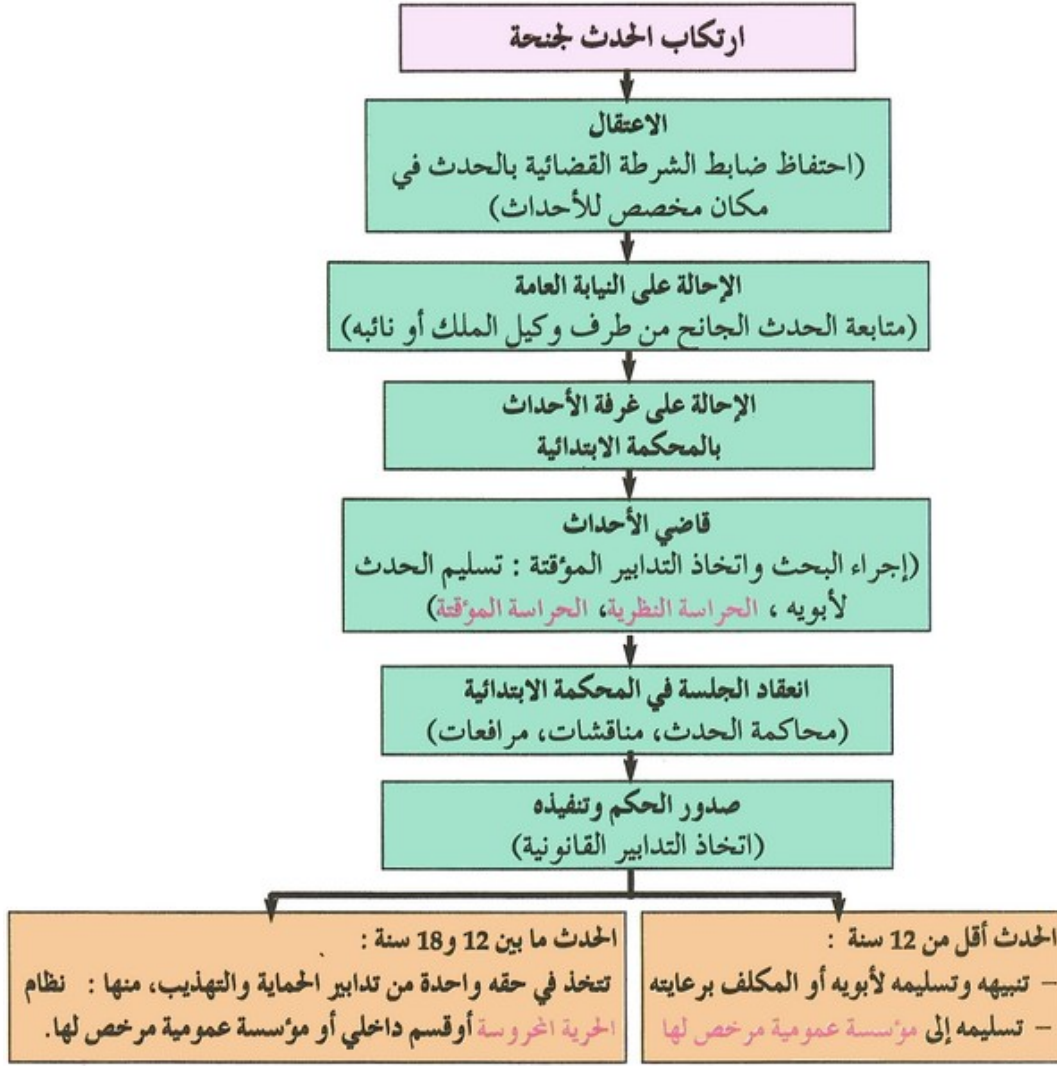 ارتكاب الحدث لجنحة
الاعتقال
(احتفاظ ضابط الشرطة القضائية بالحدث في
مكان مخصص للأحداث)
الإحالة على النيابة العامة
(متابعة الحدث الجانح من طرف وكيل الملك أو نائبه)
الإحالة على غرفة الأحداث
بالمحكمة الابتدائية
قاضي الأحداث
(إجراء البحث واتخاذ التدابير المؤقتة : تسليم الحدث
لأبويه ، الحراسة النظرية، الحراسة المؤقتة)
انعقاد الجلسة في المحكمة الابتدائية
(محاكمة الحدث، مناقشات، مرافعات)
صدور الحكم وتنفيذه
(اتخاذ التدابير القانونية)
الحدث أقل من 12 سنة :
– تنبيهه وتسليمه لأبويه أو المكلف برعايته
– تسليمه إلى مؤسسة عمومية مرخص لها
الحدث ما بين 12 و 18 سنة :
تتخذ في حقه واحدة من تدابير الحماية والتهذيب، منها : نظام
الحرية المحروسة أو قسم داخلي أو مؤسسة عمومية مرخص لها.